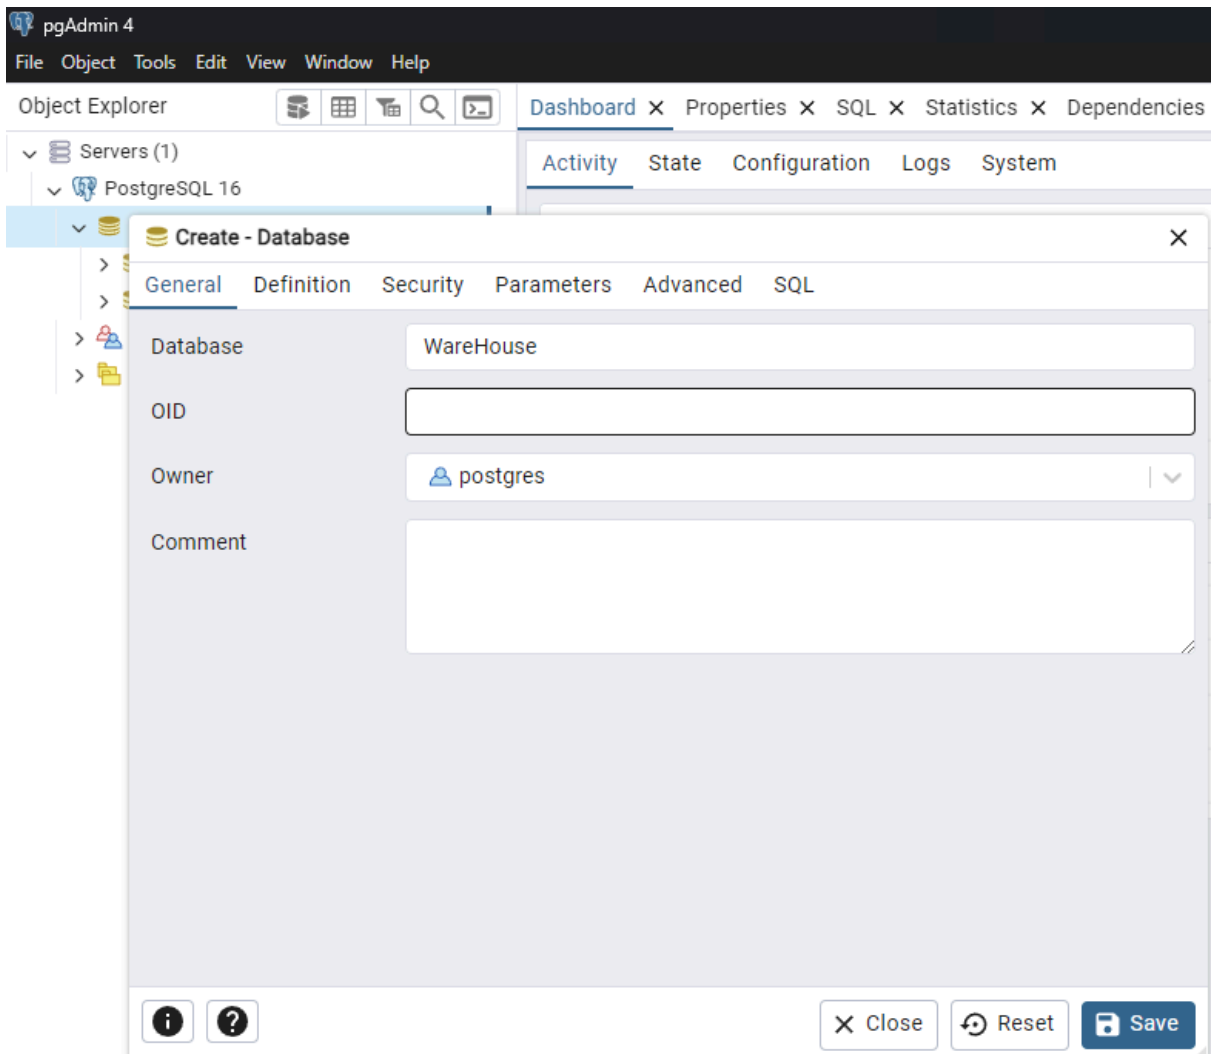 pgAdmin 4
File Object Tools Edit View Window Help
Object Explorer
Dashboard Properties SQL Statistics Dependencies
Servers (1)
Activity State Configuration Logs System
PostgreSQL 16
Create - Database
General Definition Security Parameters Advanced SQL
Database WareHouse
OID
Owner postgres
Comment
Close Reset Save